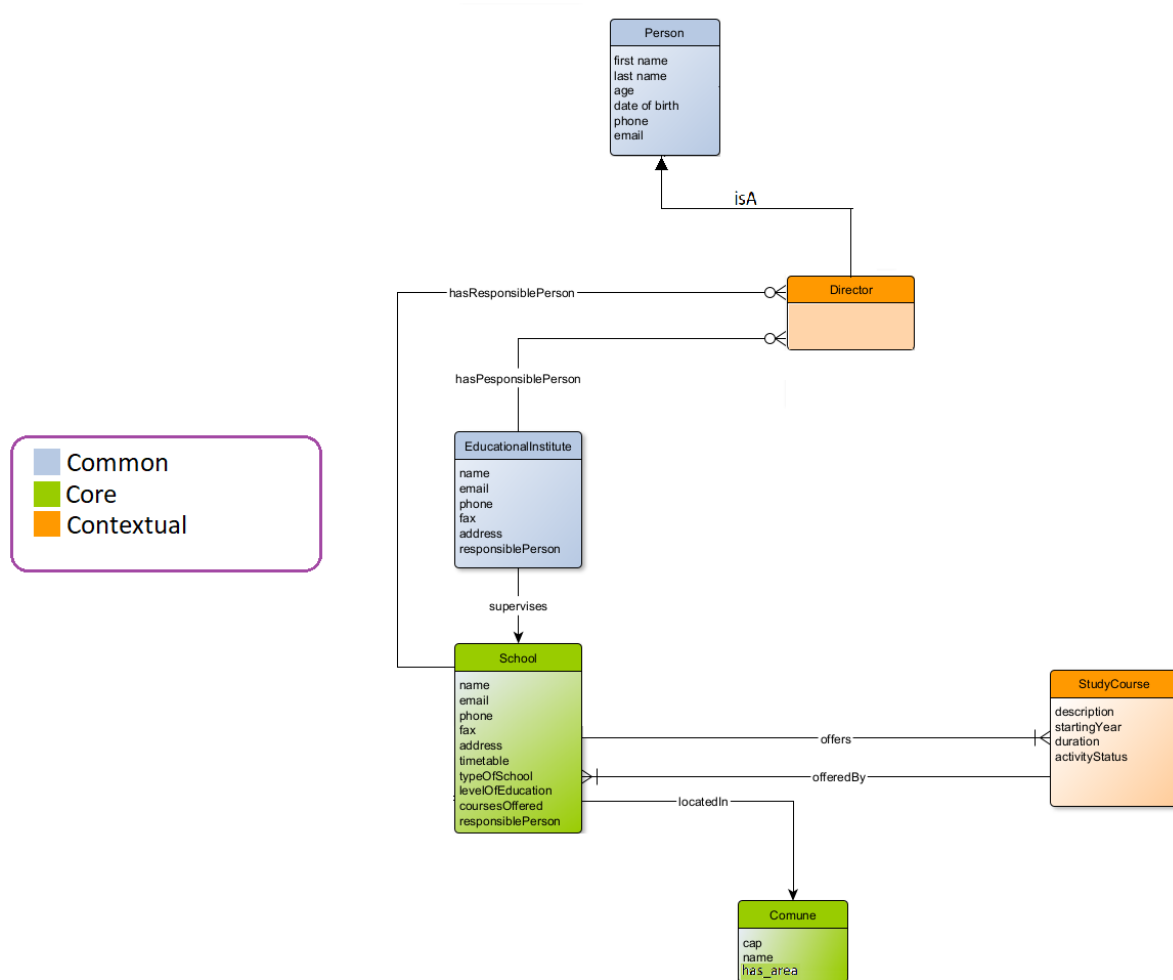 Person
first name
last name
age
date of birth
phone
email
isA
hasResponsiblePerson
Director
hasPesponsiblePerson
EducationalInstitute
name
email
phone
fax
address
responsiblePerson
Common
Core
Contextual
supervises
School
name
email
phone
fax
address
timetable
typeOfSchool
levelOfEducation
coursesOffered
responsiblePerson
StudyCourse
description
startingYear
duration
activityStatus
offers
offeredBy
locatedIn
Comune
cap
name
has_area